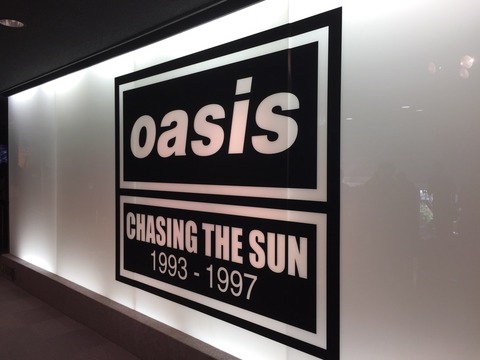 oasis
CHASING THE SUN
1993 - 1997